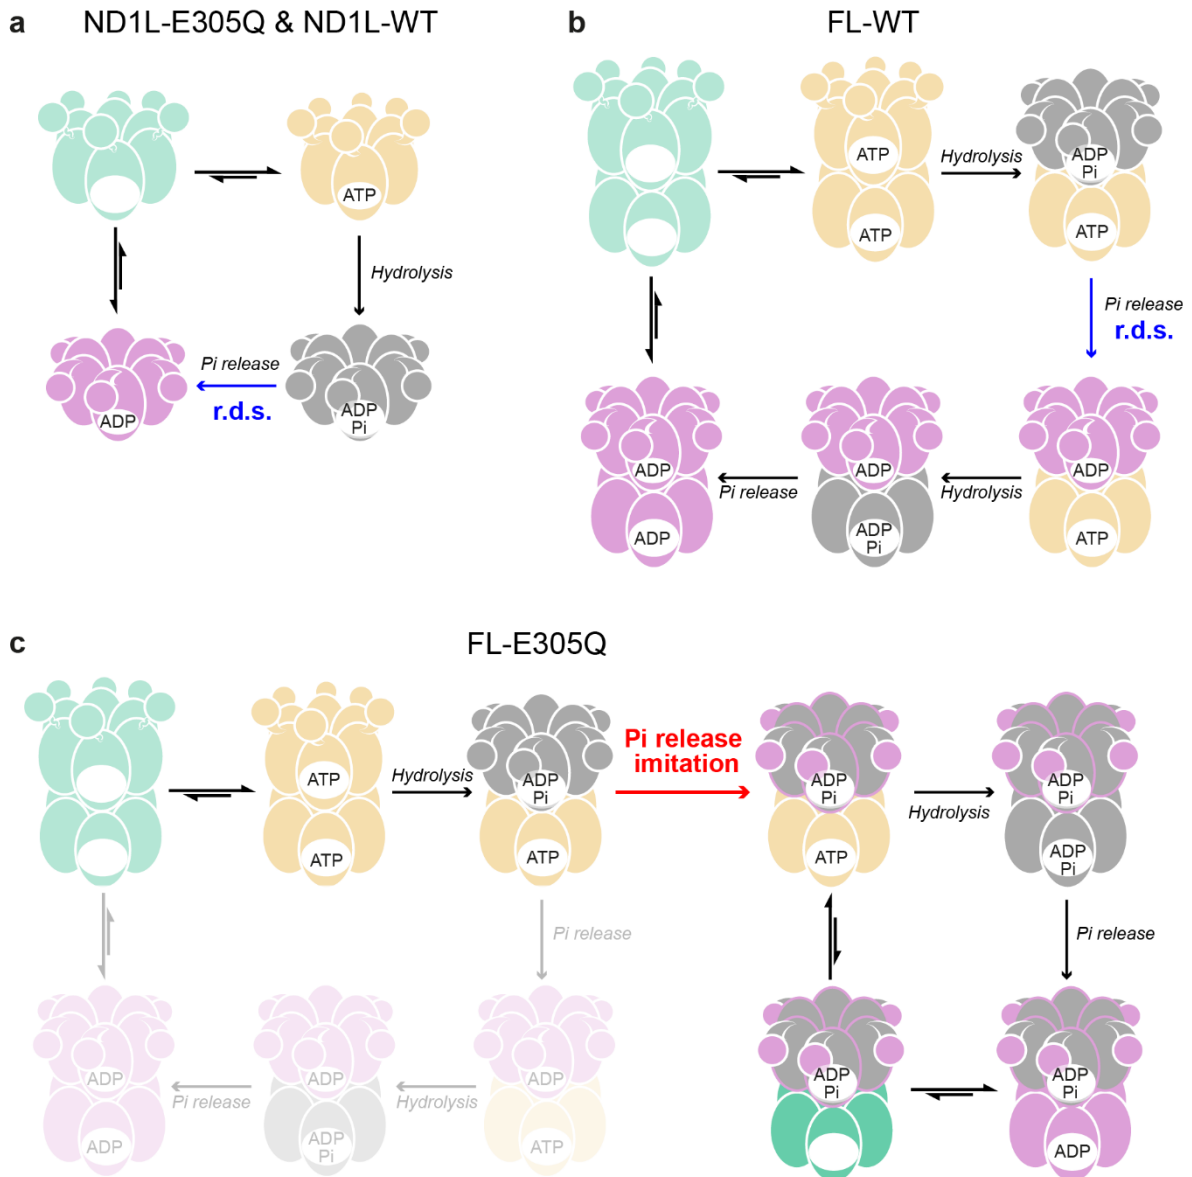 a ND1L-E305Q & ND1L-WT
ATP
Hydrolysis
Pi release
r.d.s.
ADP
ADP
Pi
b FL-WT
ATP
Hydrolysis
ADP
Pi
ATP
ATP
Pi release
r.d.s.
ADP
ADP
ADP
Pi release
Hydrolysis
ADP
ADP
Pi
ATP
c FL-E305Q
ATP
Hydrolysis
ADP
Pi
Pi release
imitation
ADP
Pi
Hydrolysis
ADP
Pi
ATP
ATP
ATP
ADP
Pi
Pi release
Pi release
ADP
ADP
ADP
Pi release
Hydrolysis
ADP
ADP
Pi
ATP
ADP
Pi
ADP
Pi
ADP